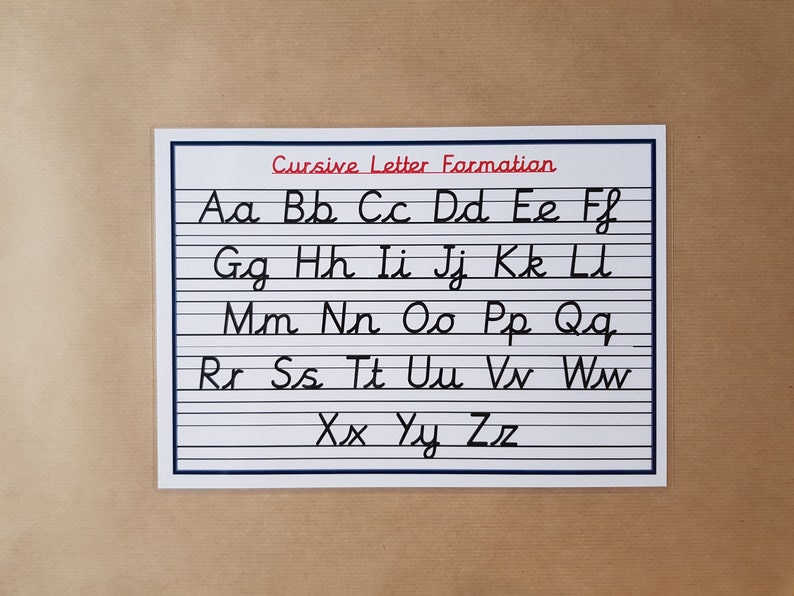 Cursive Letter Formation
Aa Bb Cc Dd Ee Ff
Gg Hh Ii Jj Kk Ll
Mm Nn Oo Pp Qq
Rr Ss Tt Uu Vv Ww
Xx Yy Zz